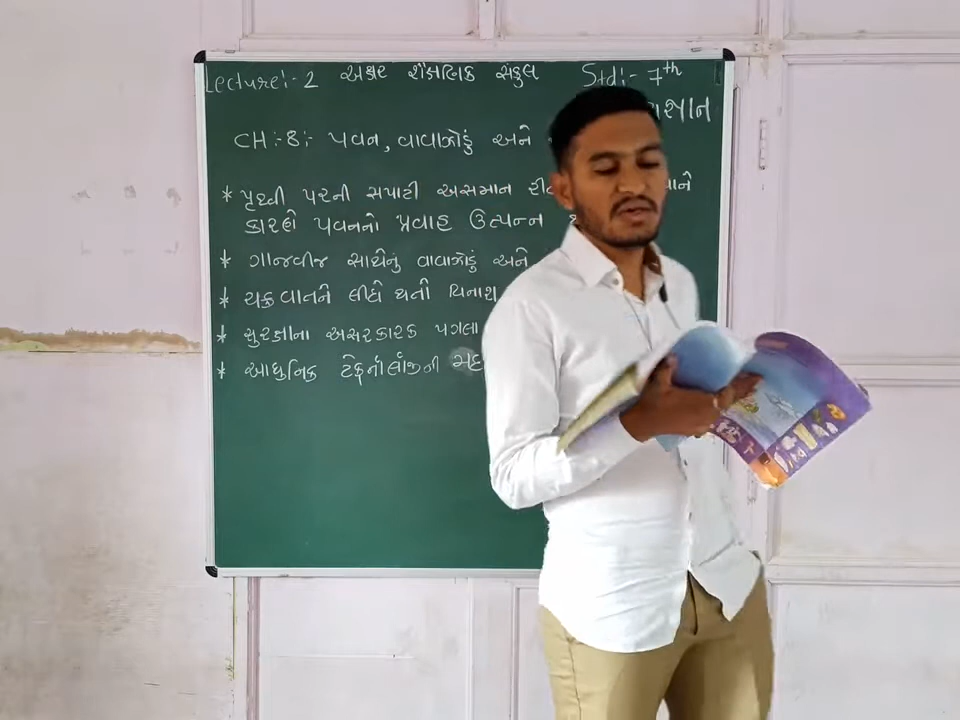 Lecture:- 2 અક્ષર શૈક્ષણિક સંકુલ Std:- 7th
CH:-8:- પવન, વાવાઝોડું અને
* પૃથ્વી પરની સપાટી અસમાન
કારણે પવનનો પ્રવાહ ઉત્પન્ન
* ગાજવીજ સાથેનું વાવાઝોડું અને
* ચક્રવાતને લીધે થતી વિનાશ
* સુરક્ષાના અસરકારક પગલા
* આધુનિક ટેકનોલોજીની